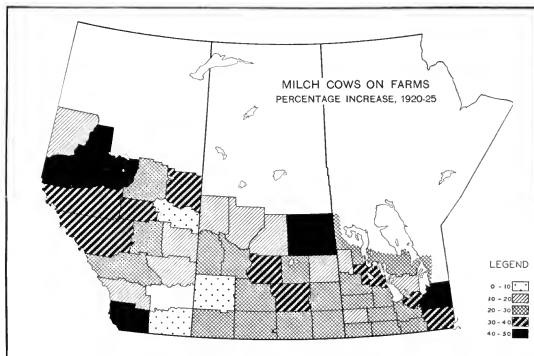 MILCH COWS ON FARMS
PERCENTAGE INCREASE, 1920-25
LEGEND
0 - 10
10 - 20
20 - 30
30 - 40
40 - 50